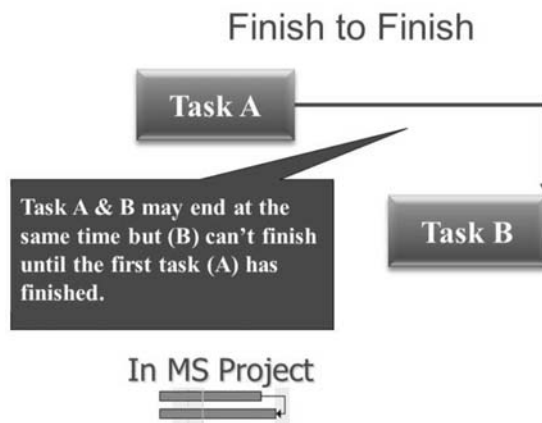 Finish to Finish
Task A
Task A & B may end at the
same time but (B) can't finish
until the first task (A) has
finished.
Task B
In MS Project